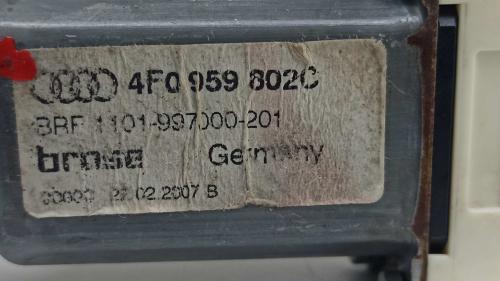 4F0 959 802C
BRF 1101-997000-201
brose Germany
27.02.2007 B